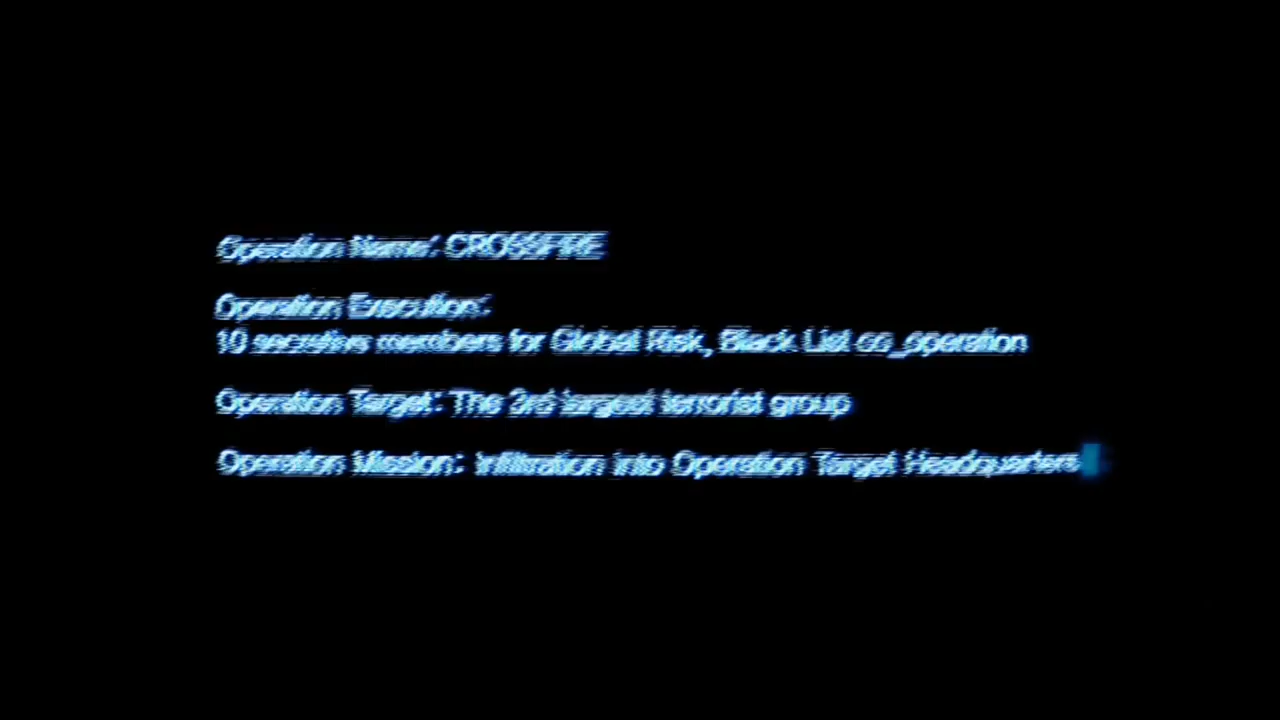 Operation Name: CROSSFIRE
Operation Execution:
10 secretive members for Global Risk, Black List co_operation
Operation Target: The 3rd largest terrorist group
Operation Mission: Infiltration into Operation Target Headquarters